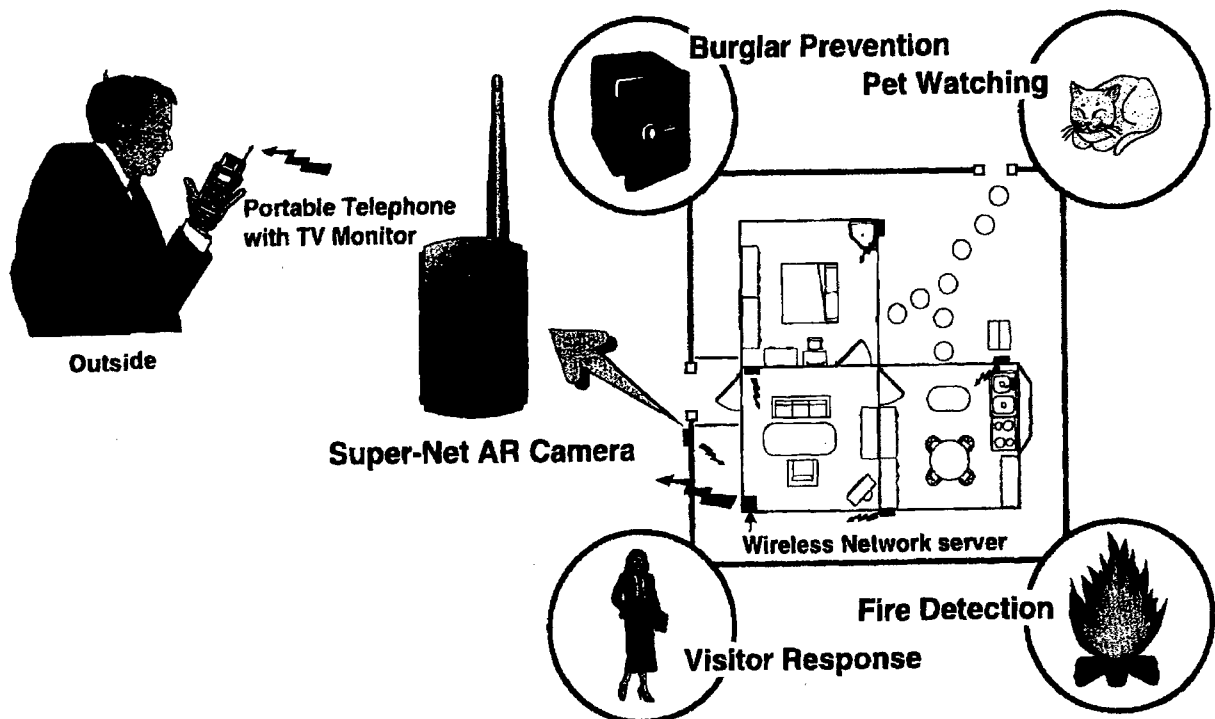 Burglar Prevention
Pet Watching
Portable Telephone
with TV Monitor
Outside
Super-Net AR Camera
Wireless Network server
Fire Detection
Visitor Response